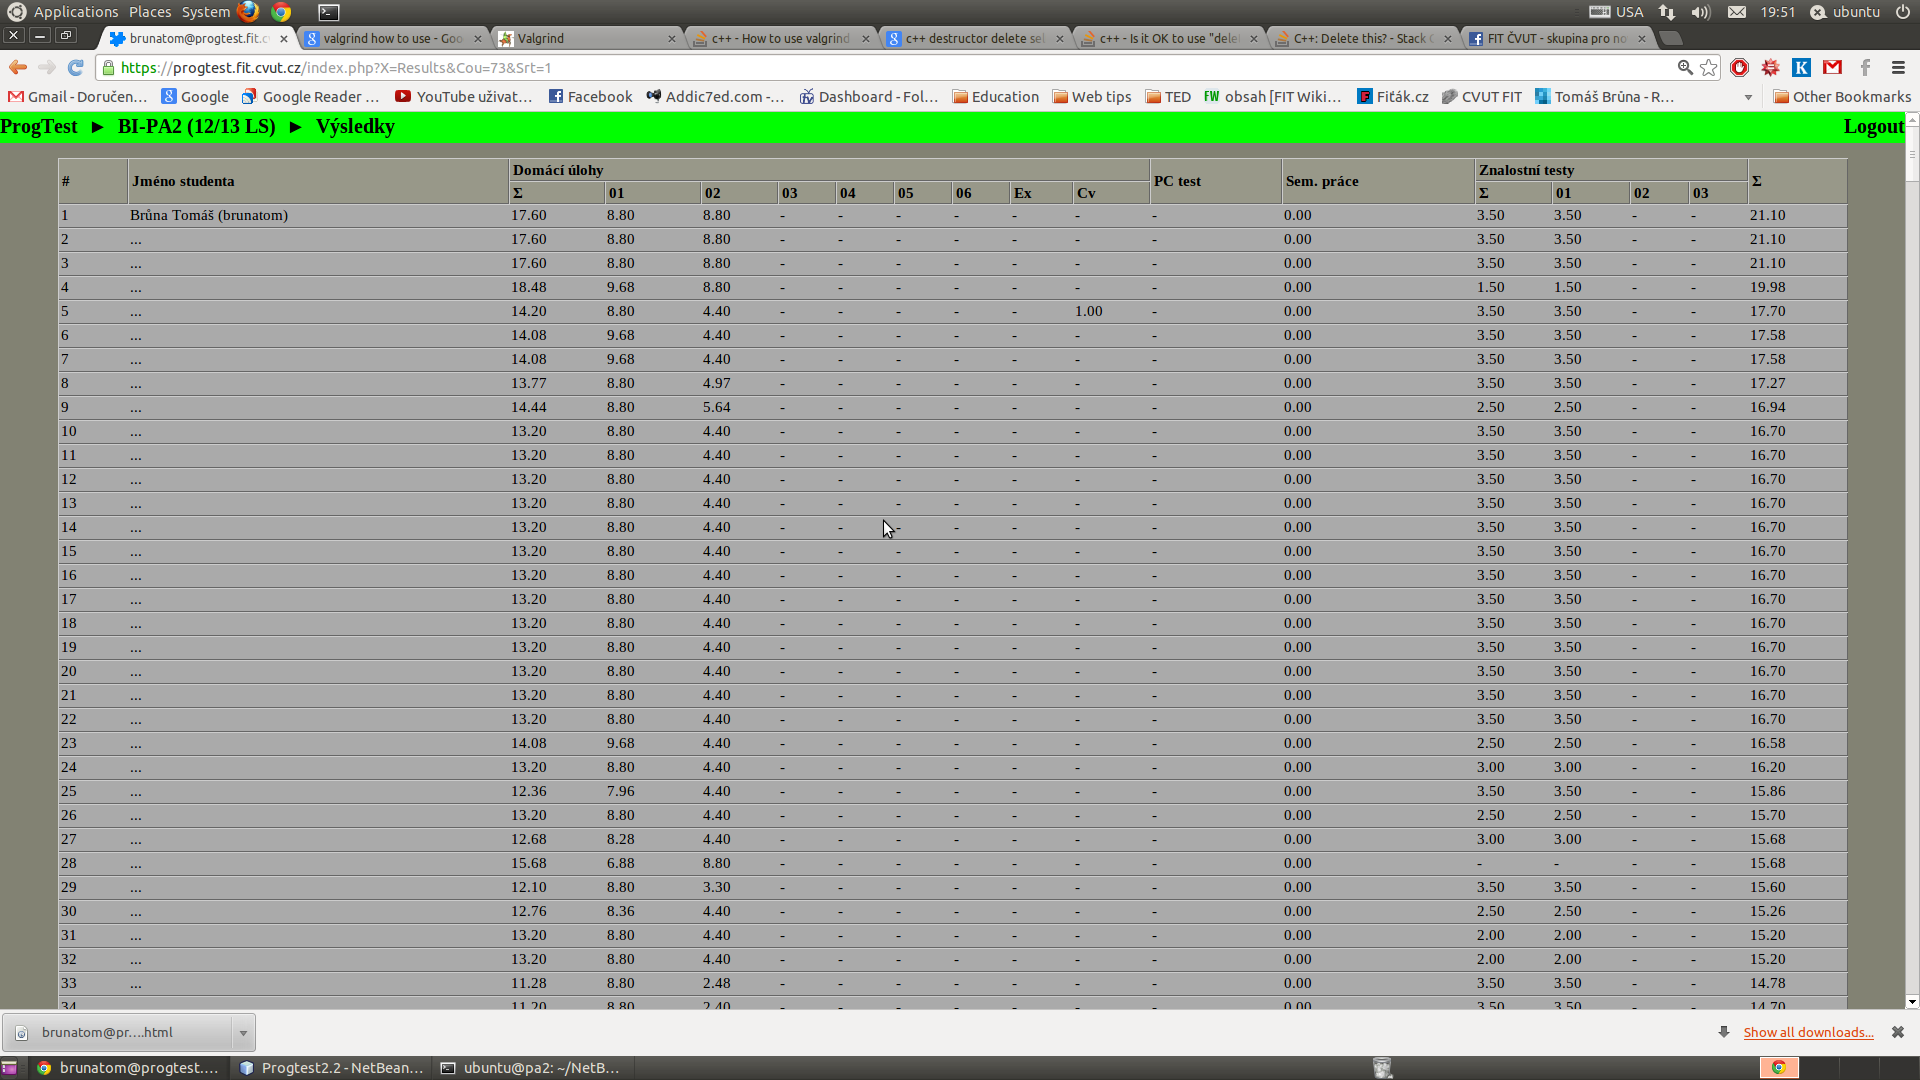 Applications Places System USA 19:51 ubuntu
brunatom@progtest.fit.c valgrind how to use - Goo Valgrind c++ - How to use valgrind c++ destructor delete sel c++ - Is it OK to use "dele C++: Delete this? - Stack FIT ČVUT - skupina pro no
https://progtest.fit.cvut.cz/index.php?X=Results&Cou=73&Srt=1
Gmail - Doručen... Google Google Reader ... YouTube uživat... Facebook Addic7ed.com -... Dashboard - Fol... Education Web tips TED FW obsah [FIT Wiki... Fiťák.cz CVUT FIT Tomáš Brůna - R... Other Bookmarks
ProgTest ► BI-PA2 (12/13 LS) ► Výsledky Logout
# Jméno studenta Domácí úlohy PC test Sem. práce Znalostní testy Σ
Σ 01 02 03 04 05 06 Ex Cv Σ 01 02 03
1 Brůna Tomáš (brunatom) 17.60 8.80 8.80 - - - - - - - 0.00 3.50 3.50 - - 21.10
2 ... 17.60 8.80 8.80 - - - - - - - 0.00 3.50 3.50 - - 21.10
3 ... 17.60 8.80 8.80 - - - - - - - 0.00 3.50 3.50 - - 21.10
4 ... 18.48 9.68 8.80 - - - - - - - 0.00 1.50 1.50 - - 19.98
5 ... 14.20 8.80 4.40 - - - - - 1.00 - 0.00 3.50 3.50 - - 17.70
6 ... 14.08 9.68 4.40 - - - - - - - 0.00 3.50 3.50 - - 17.58
7 ... 14.08 9.68 4.40 - - - - - - - 0.00 3.50 3.50 - - 17.58
8 ... 13.77 8.80 4.97 - - - - - - - 0.00 3.50 3.50 - - 17.27
9 ... 14.44 8.80 5.64 - - - - - - - 0.00 2.50 2.50 - - 16.94
10 ... 13.20 8.80 4.40 - - - - - - - 0.00 3.50 3.50 - - 16.70
11 ... 13.20 8.80 4.40 - - - - - - - 0.00 3.50 3.50 - - 16.70
12 ... 13.20 8.80 4.40 - - - - - - - 0.00 3.50 3.50 - - 16.70
13 ... 13.20 8.80 4.40 - - - - - - - 0.00 3.50 3.50 - - 16.70
14 ... 13.20 8.80 4.40 - - - - - - - 0.00 3.50 3.50 - - 16.70
15 ... 13.20 8.80 4.40 - - - - - - - 0.00 3.50 3.50 - - 16.70
16 ... 13.20 8.80 4.40 - - - - - - - 0.00 3.50 3.50 - - 16.70
17 ... 13.20 8.80 4.40 - - - - - - - 0.00 3.50 3.50 - - 16.70
18 ... 13.20 8.80 4.40 - - - - - - - 0.00 3.50 3.50 - - 16.70
19 ... 13.20 8.80 4.40 - - - - - - - 0.00 3.50 3.50 - - 16.70
20 ... 13.20 8.80 4.40 - - - - - - - 0.00 3.50 3.50 - - 16.70
21 ... 13.20 8.80 4.40 - - - - - - - 0.00 3.50 3.50 - - 16.70
22 ... 13.20 8.80 4.40 - - - - - - - 0.00 3.50 3.50 - - 16.70
23 ... 14.08 9.68 4.40 - - - - - - - 0.00 2.50 2.50 - - 16.58
24 ... 13.20 8.80 4.40 - - - - - - - 0.00 3.00 3.00 - - 16.20
25 ... 12.36 7.96 4.40 - - - - - - - 0.00 3.50 3.50 - - 15.86
26 ... 13.20 8.80 4.40 - - - - - - - 0.00 2.50 2.50 - - 15.70
27 ... 12.68 8.28 4.40 - - - - - - - 0.00 3.00 3.00 - - 15.68
28 ... 15.68 6.88 8.80 - - - - - - - 0.00 - - - - 15.68
29 ... 12.10 8.80 3.30 - - - - - - - 0.00 3.50 3.50 - - 15.60
30 ... 12.76 8.36 4.40 - - - - - - - 0.00 2.50 2.50 - - 15.26
31 ... 13.20 8.80 4.40 - - - - - - - 0.00 2.00 2.00 - - 15.20
32 ... 13.20 8.80 4.40 - - - - - - - 0.00 2.00 2.00 - - 15.20
33 ... 11.28 8.80 2.48 - - - - - - - 0.00 3.50 3.50 - - 14.78
34 ... 11.20 8.80 2.40 - - - - - - - 0.00 3.50 3.50 - - 14.70
brunatom@pr....html Show all downloads...
brunatom@progtest.... Progtest2.2 - NetBean... ubuntu@pa2: ~/NetB...